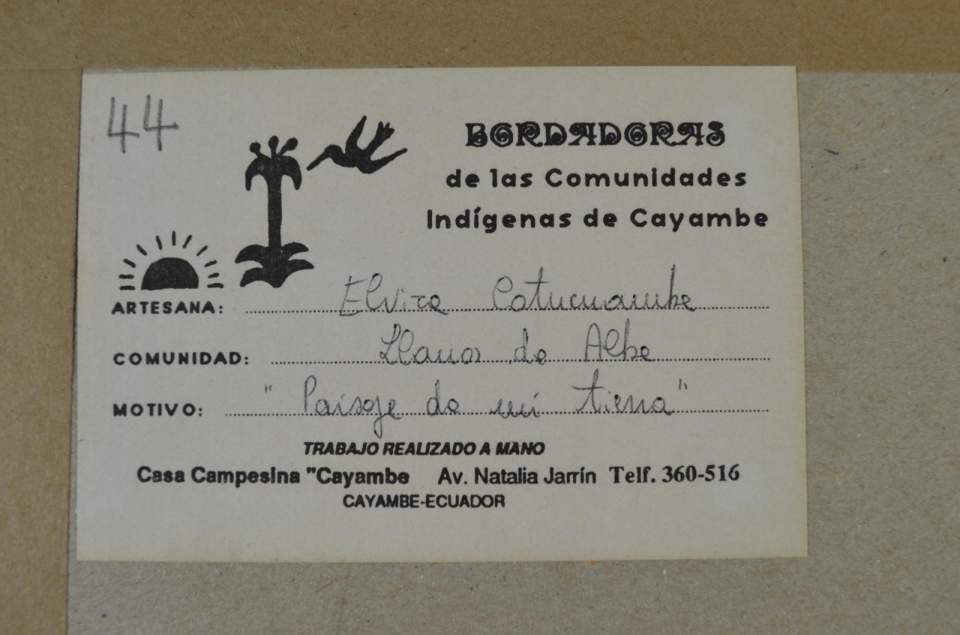 44
BORDADORAS
de las Comunidades
Indígenas de Cayambe
ARTESANA: Elvira Catucuambe
COMUNIDAD: Llanos de Alba
MOTIVO: "Paisaje de mi tierra"
TRABAJO REALIZADO A MANO
Casa Campesina "Cayambe Av. Natalia Jarrín Telf. 360-516
CAYAMBE-ECUADOR